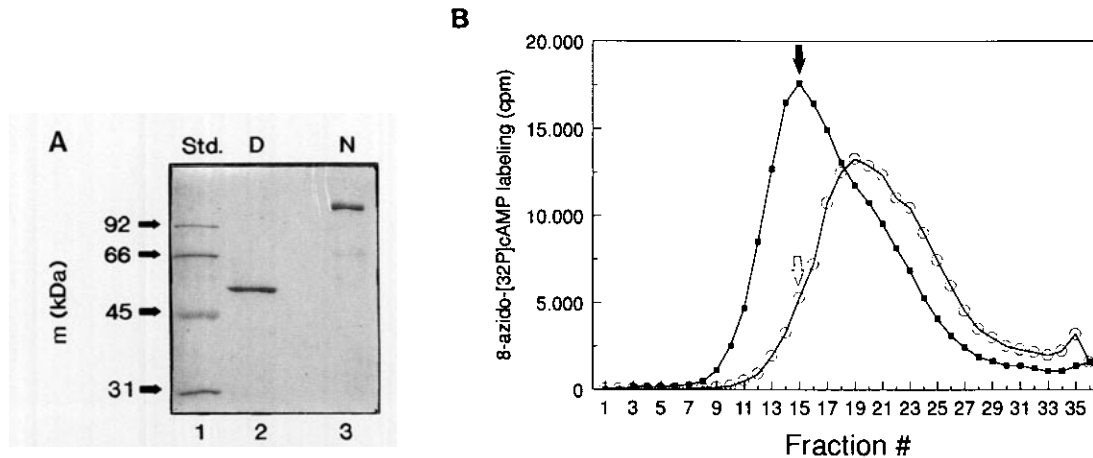 A
Std. D N
92
66
45
31
m (kDa)
1 2 3
B
8-azido-[32P]cAMP labeling (cpm)
20.000
15.000
10.000
5.000
0
1 3 5 7 9 11 13 15 17 19 21 23 25 27 29 31 33 35
Fraction #